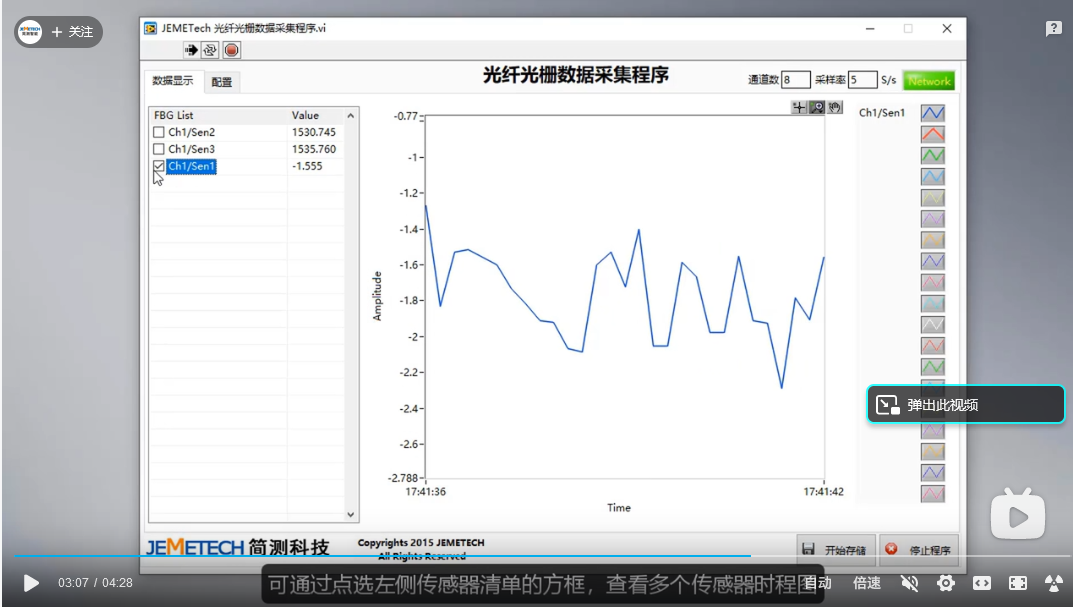 JEMETECH
简测智能
+ 关注
JEMETech 光纤光栅数据采集程序.vi
数据显示
配置
光纤光栅数据采集程序
通道数 8 采样率 5 S/s Network
FBG List Value
Ch1/Sen2 1530.745
Ch1/Sen3 1535.760
Ch1/Sen1 -1.555
Ch1/Sen1
-0.77
-1
-1.2
-1.4
-1.6
-1.8
-2
-2.2
-2.4
-2.6
-2.788
Amplitude
17:41:36
17:41:42
Time
弹出此视频
JEMETECH 简测科技
Copyrights 2015 JEMETECH
All Rights Reserved
开始存储
停止程序
可通过点选左侧传感器清单的方框，查看多个传感器时程图
03:07 / 04:28
自动
倍速